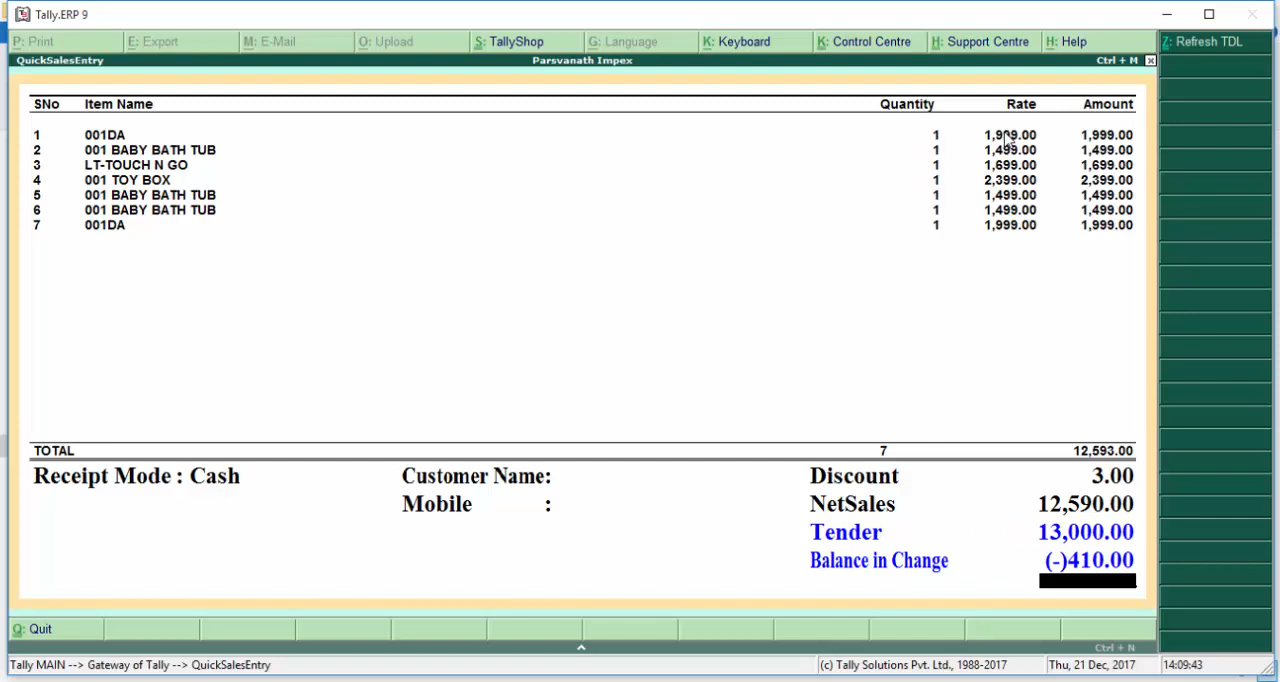 Tally.ERP 9
P: Print E: Export M: E-Mail O: Upload S: TallyShop G: Language K: Keyboard K: Control Centre H: Support Centre H: Help Z: Refresh TDL
QuickSalesEntry Parsvanath Impex Ctrl + M
SNo Item Name Quantity Rate Amount
1 001DA 1 1,999.00 1,999.00
2 001 BABY BATH TUB 1 1,499.00 1,499.00
3 LT-TOUCH N GO 1 1,699.00 1,699.00
4 001 TOY BOX 1 2,399.00 2,399.00
5 001 BABY BATH TUB 1 1,499.00 1,499.00
6 001 BABY BATH TUB 1 1,499.00 1,499.00
7 001DA 1 1,999.00 1,999.00
TOTAL 7 12,593.00
Receipt Mode : Cash Customer Name: Discount 3.00
Mobile : NetSales 12,590.00
Tender 13,000.00
Balance in Change (-)410.00
Q: Quit
Ctrl + N
Tally MAIN --> Gateway of Tally --> QuickSalesEntry (c) Tally Solutions Pvt. Ltd., 1988-2017 Thu, 21 Dec, 2017 14:09:43